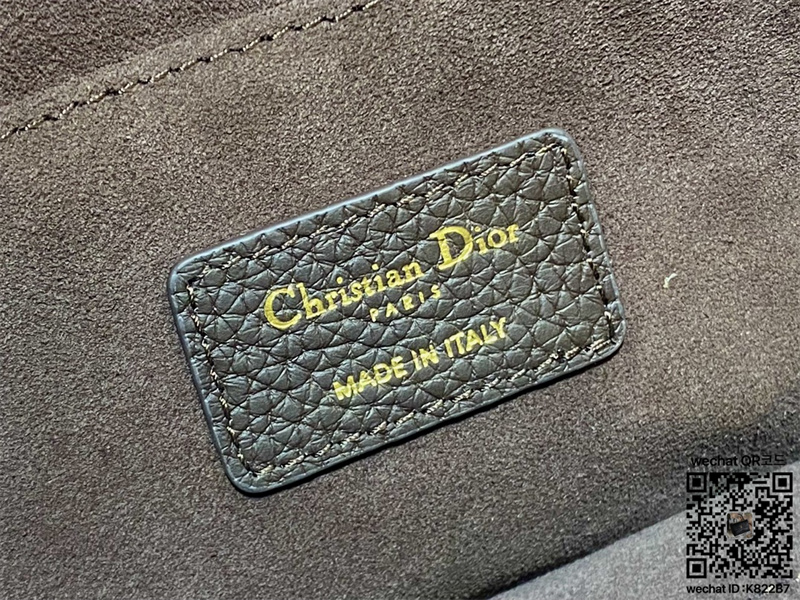 Christian Dior
PARIS
MADE IN ITALY
wechat QR코드
wechat ID:K822B7